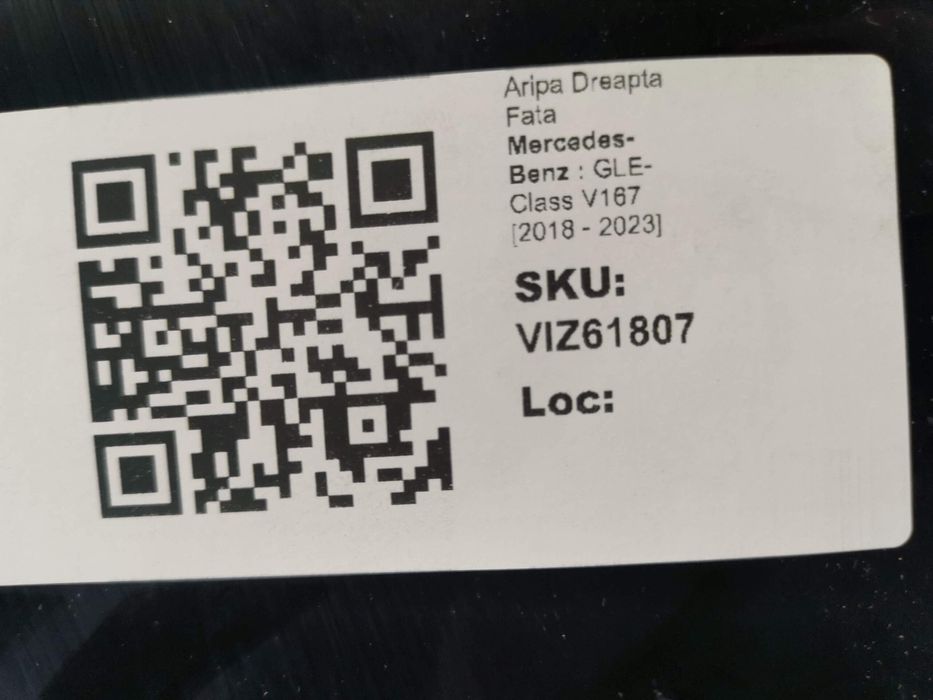 Aripa Dreapta
Fata
Mercedes-
Benz : GLE-
Class V167
[2018 - 2023]
SKU:
VIZ61807
Loc: